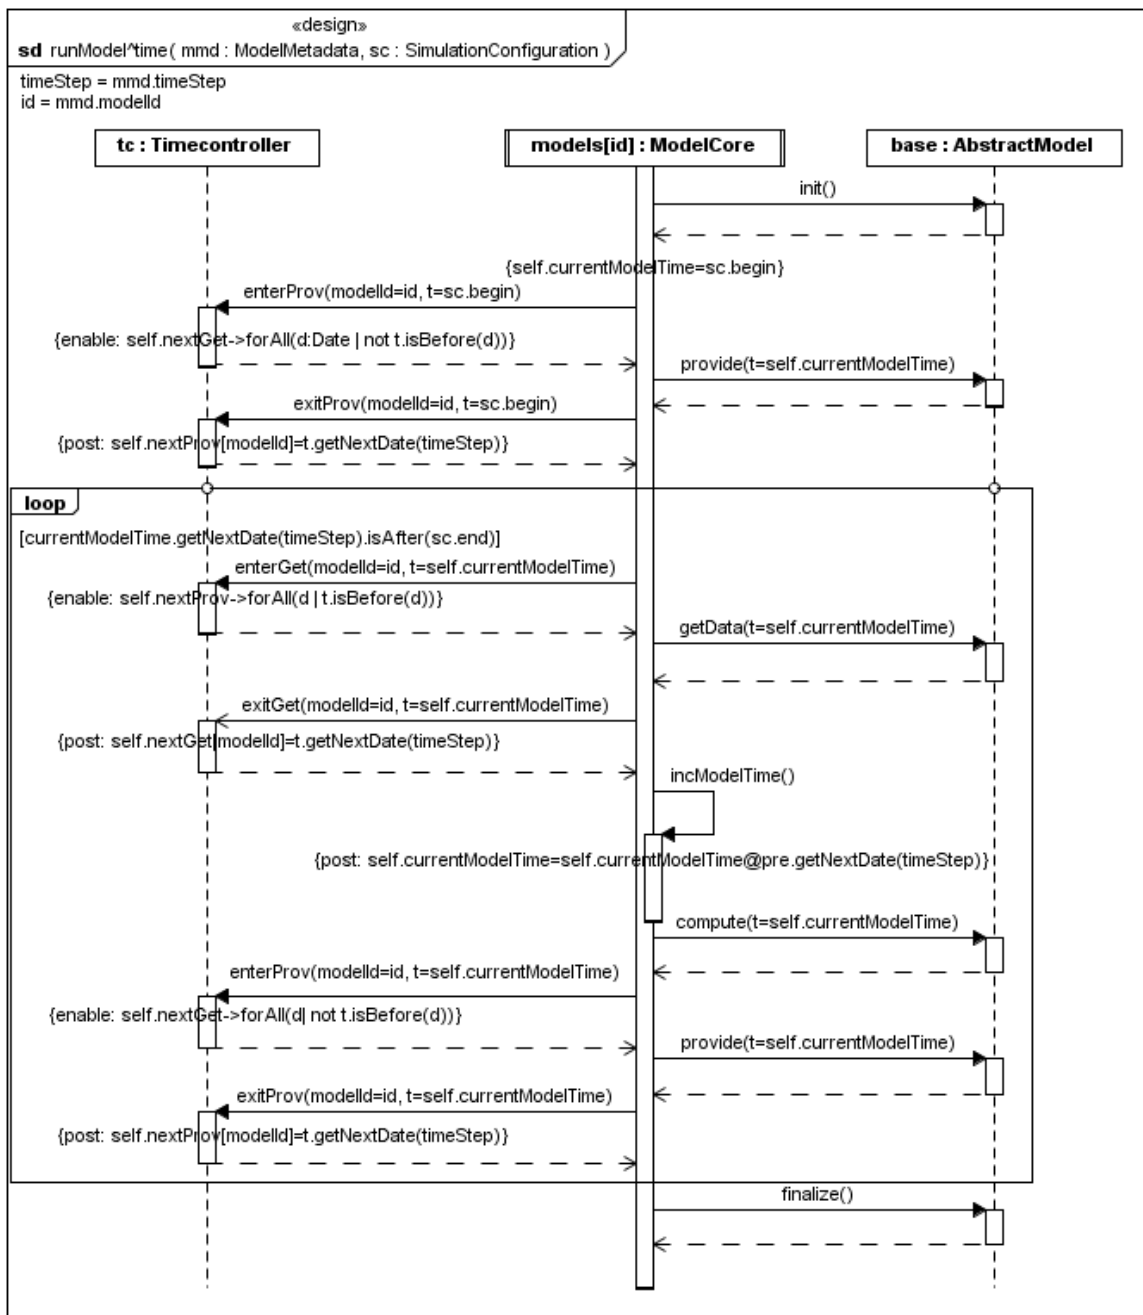 «design»
sd runModel^time( mmd : ModelMetadata, sc : SimulationConfiguration )
timeStep = mmd.timeStep
id = mmd.modelId
tc : Timecontroller
models[id] : ModelCore
base : AbstractModel
init()
{self.currentModelTime=sc.begin}
enterProv(modelId=id, t=sc.begin)
{enable: self.nextGet->forAll(d:Date | not t.isBefore(d))}
provide(t=self.currentModelTime)
exitProv(modelId=id, t=sc.begin)
{post: self.nextProv[modelId]=t.getNextDate(timeStep)}
loop
[currentModelTime.getNextDate(timeStep).isAfter(sc.end)]
enterGet(modelId=id, t=self.currentModelTime)
{enable: self.nextProv->forAll(d | t.isBefore(d))}
getData(t=self.currentModelTime)
exitGet(modelId=id, t=self.currentModelTime)
{post: self.nextGet[modelId]=t.getNextDate(timeStep)}
incModelTime()
{post: self.currentModelTime=self.currentModelTime@pre.getNextDate(timeStep)}
compute(t=self.currentModelTime)
enterProv(modelId=id, t=self.currentModelTime)
{enable: self.nextGet->forAll(d| not t.isBefore(d))}
provide(t=self.currentModelTime)
exitProv(modelId=id, t=self.currentModelTime)
{post: self.nextProv[modelId]=t.getNextDate(timeStep)}
finalize()